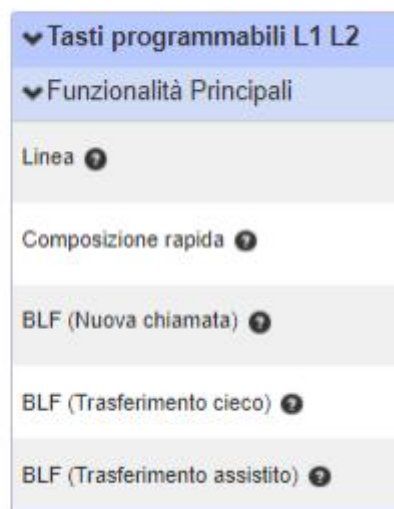 Tasti programmabili L1 L2
Funzionalità Principali
Linea ?
Composizione rapida ?
BLF (Nuova chiamata) ?
BLF (Trasferimento cieco) ?
BLF (Trasferimento assistito) ?